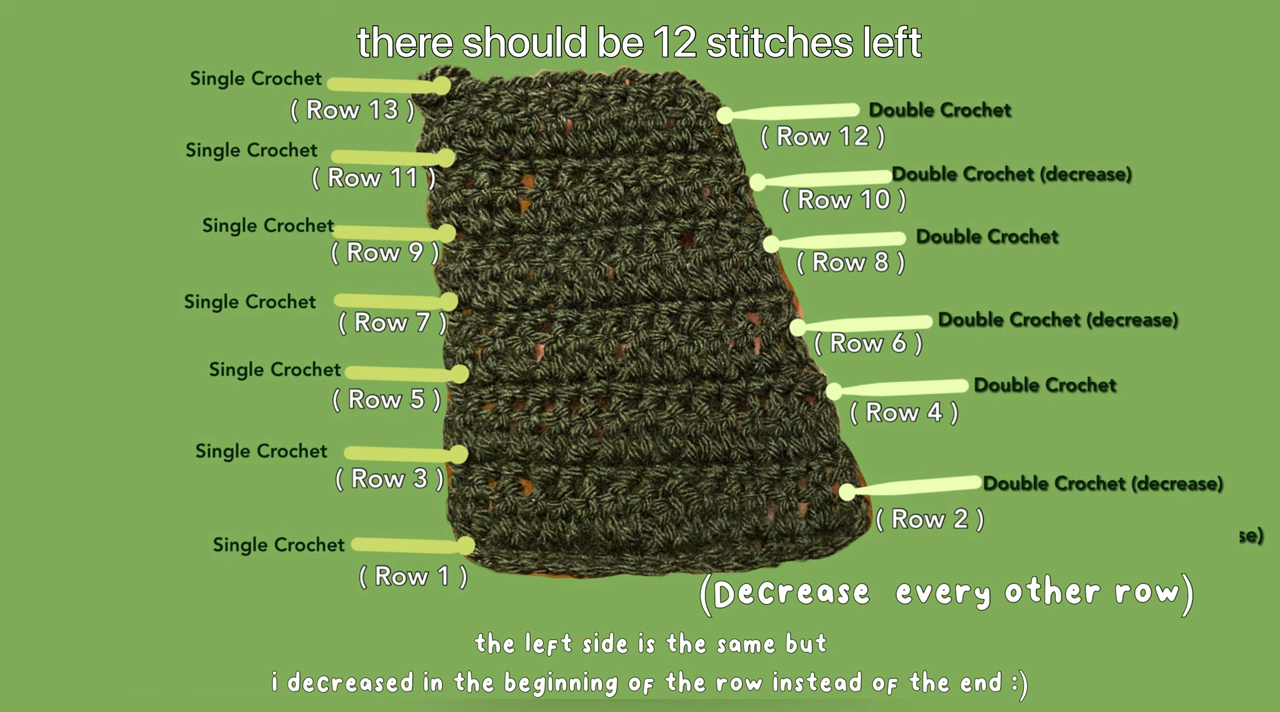 there should be 12 stitches left
Single Crochet
( Row 13 )
Double Crochet
( Row 12 )
Single Crochet
( Row 11 )
Double Crochet (decrease)
( Row 10 )
Single Crochet
( Row 9 )
Double Crochet
( Row 8 )
Single Crochet
( Row 7 )
Double Crochet (decrease)
( Row 6 )
Single Crochet
( Row 5 )
Double Crochet
( Row 4 )
Single Crochet
( Row 3 )
Double Crochet (decrease)
( Row 2 )
se)
Single Crochet
( Row 1 )
(Decrease every other row)
the left side is the same but
i decreased in the beginning of the row instead of the end :)